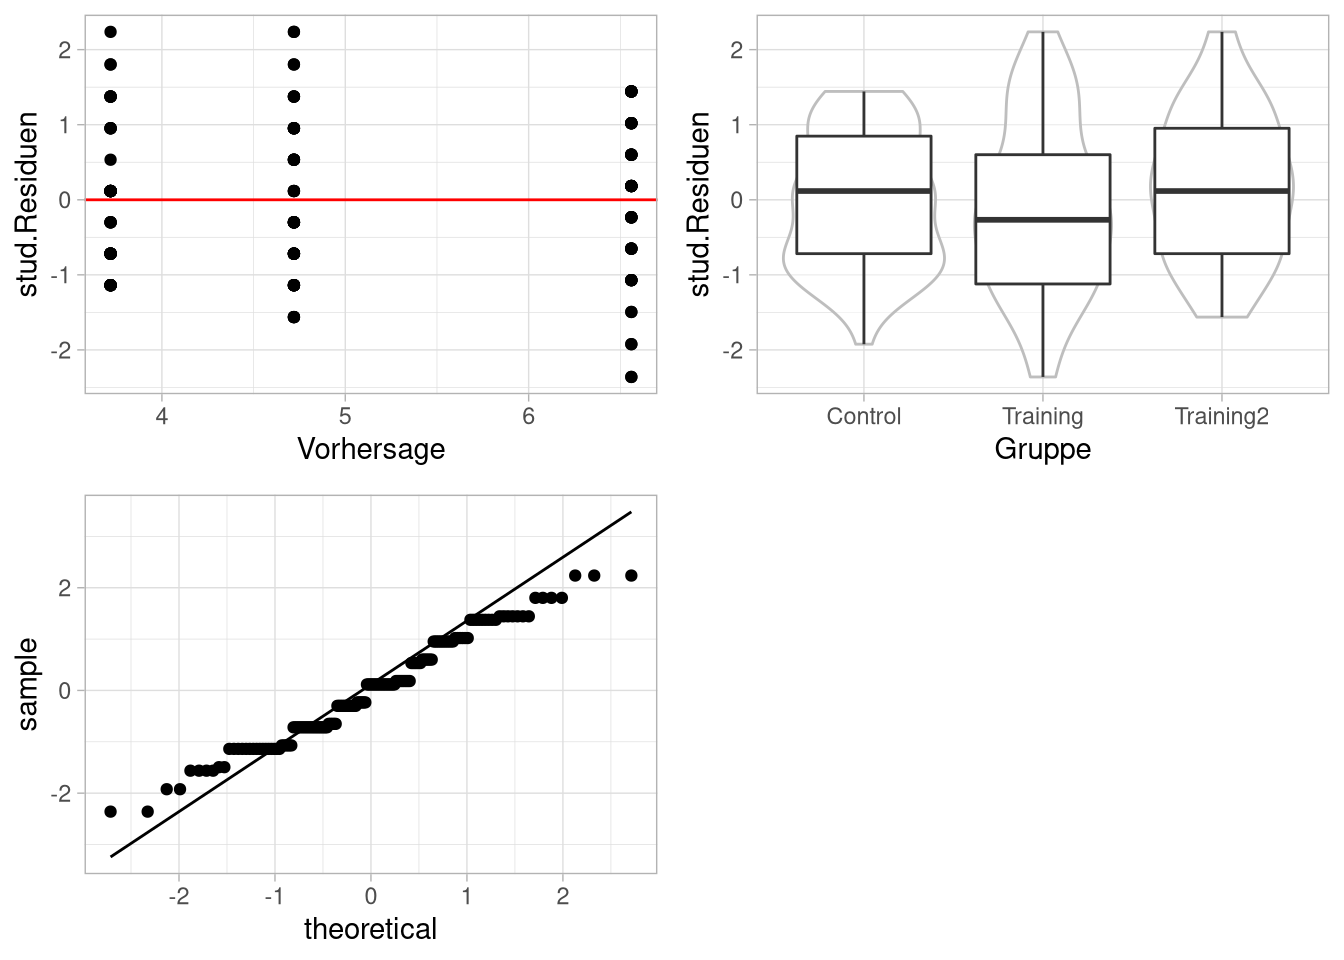 stud.Residuen
2
1
0
-1
-2
4
5
6
Vorhersage
stud.Residuen
2
1
0
-1
-2
Control
Training
Training2
Gruppe
sample
2
0
-2
-2
-1
0
1
2
theoretical